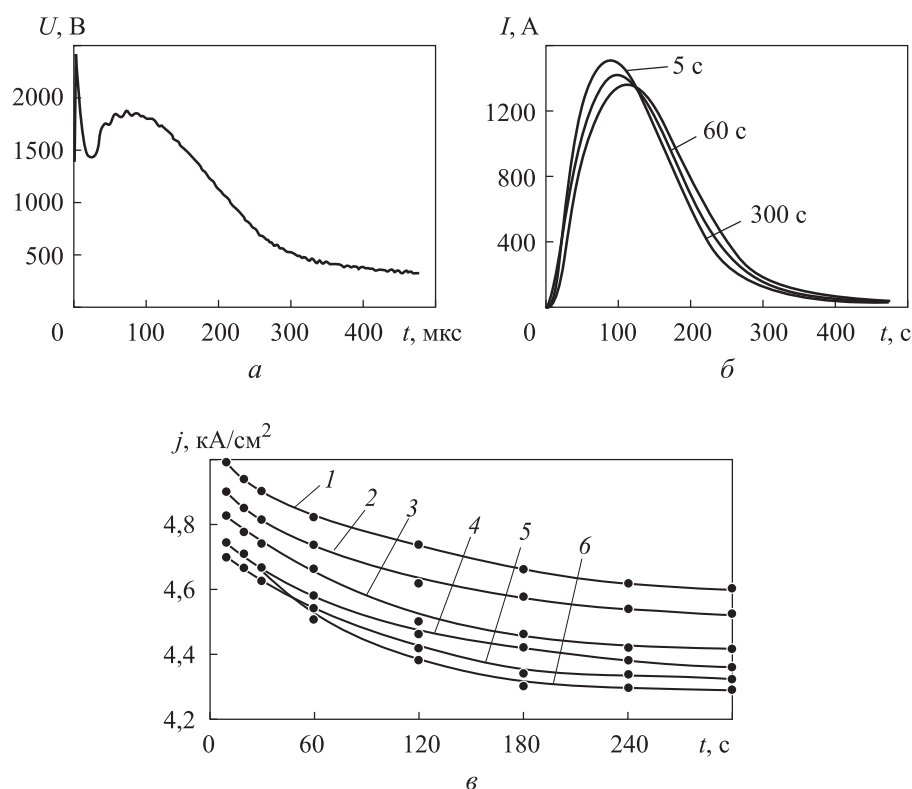 U, В
2000
1500
1000
500
0 100 200 300 400 t, мкс
а
I, А
1200
800
400
0 100 200 300 400 t, с
5 с
60 с
300 с
б
j, кА/см²
4,8
4,6
4,4
4,2
0 60 120 180 240 t, с
1 2 3 4 5 6
в